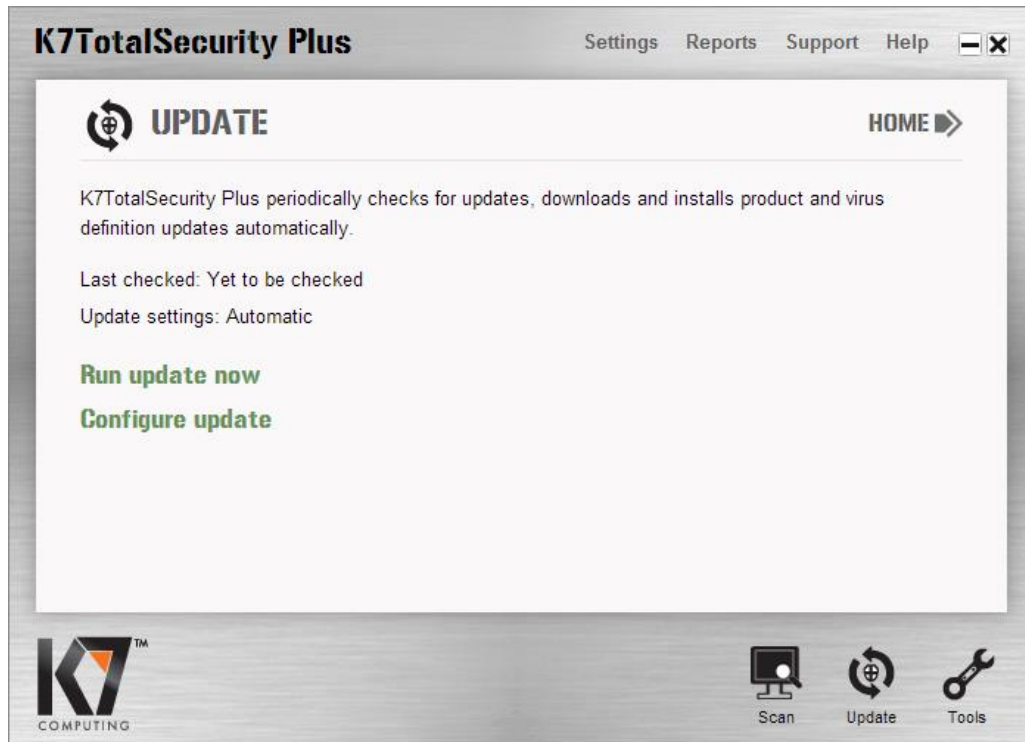 K7TotalSecurity Plus
Settings Reports Support Help
UPDATE
HOME
K7TotalSecurity Plus periodically checks for updates, downloads and installs product and virus
definition updates automatically.
Last checked: Yet to be checked
Update settings: Automatic
Run update now
Configure update
K7 TM
COMPUTING
Scan Update Tools